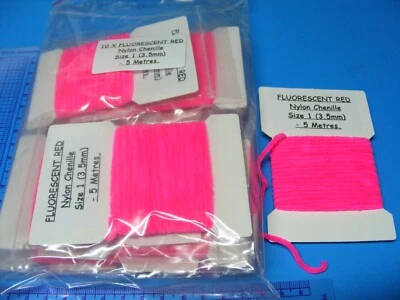 10 x FLUORESCENT RED
Nylon Chenille
Size 1 (3.5mm)
- 5 Metres.
FLUORESCENT RED
Nylon Chenille
Size 1 (3.5mm)
- 5 Metres.
FLUORESCENT RED
Nylon Chenille
Size 1 (3.5mm)
- 5 Metres.